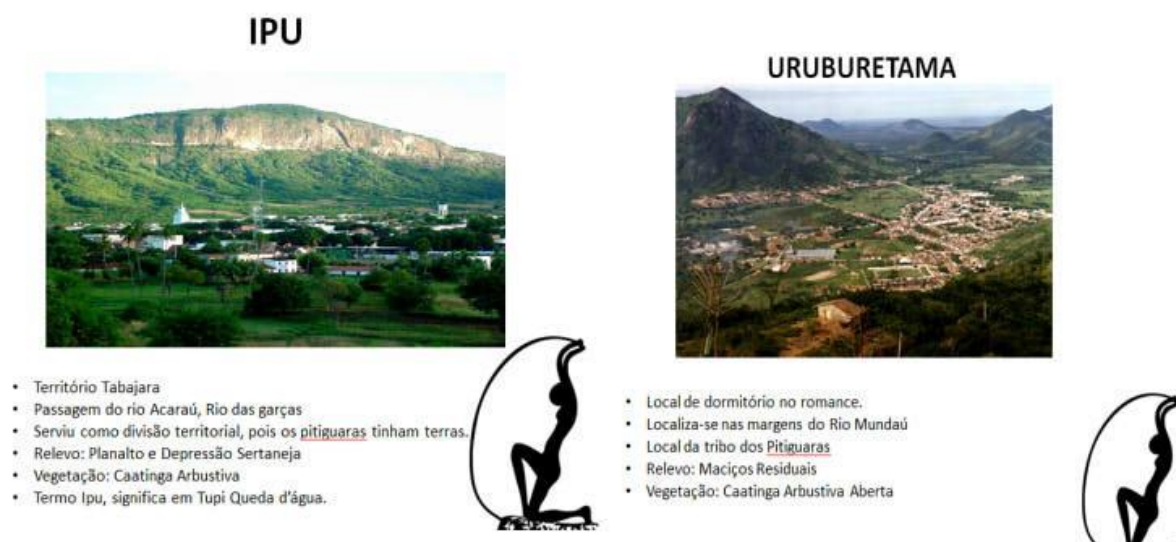 IPU
• Território Tabajara
• Passagem do rio Acaraú, Rio das garças
• Serviu como divisão territorial, pois os pitiguaras tinham terras.
• Relevo: Planalto e Depressão Sertaneja
• Vegetação: Caatinga Arbustiva
• Termo Ipu, significa em Tupi Queda d'água.
URUBURETAMA
• Local de dormitório no romance.
• Localiza-se nas margens do Rio Mundaú
• Local da tribo dos Pitiguaras
• Relevo: Maciços Residuais
• Vegetação: Caatinga Arbustiva Aberta